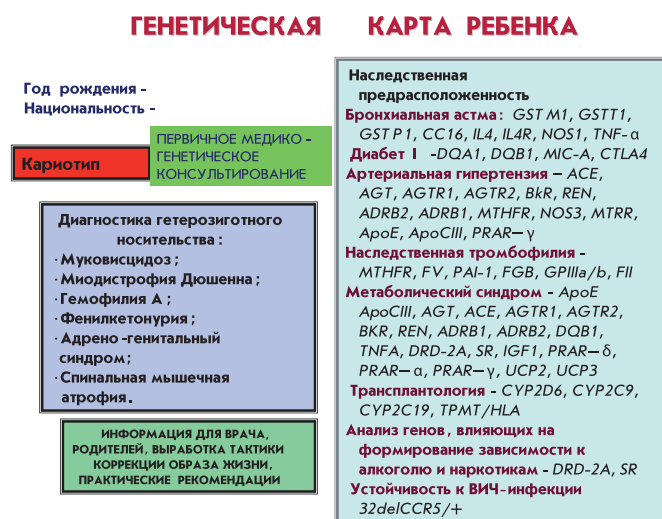 ГЕНЕТИЧЕСКАЯ КАРТА РЕБЕНКА
Год рождения -
Национальность -
Кариотип
ПЕРВИЧНОЕ МЕДИКО -
ГЕНЕТИЧЕСКОЕ
КОНСУЛЬТИРОВАНИЕ
Диагностика гетерозиготного
носительства :
· Муковисцидоз ;
· Миодистрофия Дюшенна ;
· Гемофилия А ;
· Фенилкетонурия ;
· Адрено -генитальный
синдром;
· Спинальная мышечная
атрофия.
ИНФОРМАЦИЯ ДЛЯ ВРАЧА,
РОДИТЕЛЕЙ, ВЫРАБОТКА ТАКТИКИ
КОРРЕКЦИИ ОБРАЗА ЖИЗНИ,
ПРАКТИЧЕСКИЕ РЕКОМЕНДАЦИИ
Наследственная
предрасположенность
Бронхиальная астма : GST M1, GSTT1,
GST P1, CC16, IL4, IL4R, NOS1, TNF- α
Диабет I -DQA1, DQB1, MIC-A, CTLA4
Артериальная гипертензия – ACE,
AGT, AGTR1, AGTR2, BkR, REN,
ADRB2, ADRB1, MTHFR, NOS3, MTRR,
ApoE, ApoCIII, PRAR– γ
Наследственная тромбофилия -
MTHFR, FV, PAI-1, FGB, GPIIIa/b, FII
Метаболический синдром - ApoE
ApoCIII, AGT, ACE, AGTR1, AGTR2,
BKR, REN, ADRB1, ADRB2, DQB1,
TNFA, DRD-2A, SR, IGF1, PRAR– δ,
PRAR– α, PRAR– γ, UCP2, UCP3
Трансплантология - CYP2D6, CYP2C9,
CYP2C19, TPMT/HLA
Анализ генов , влияющих на
формирование зависимости к
алкоголю и наркотикам - DRD-2A, SR
Устойчивость к ВИЧ-инфекции
32delCCR5/+